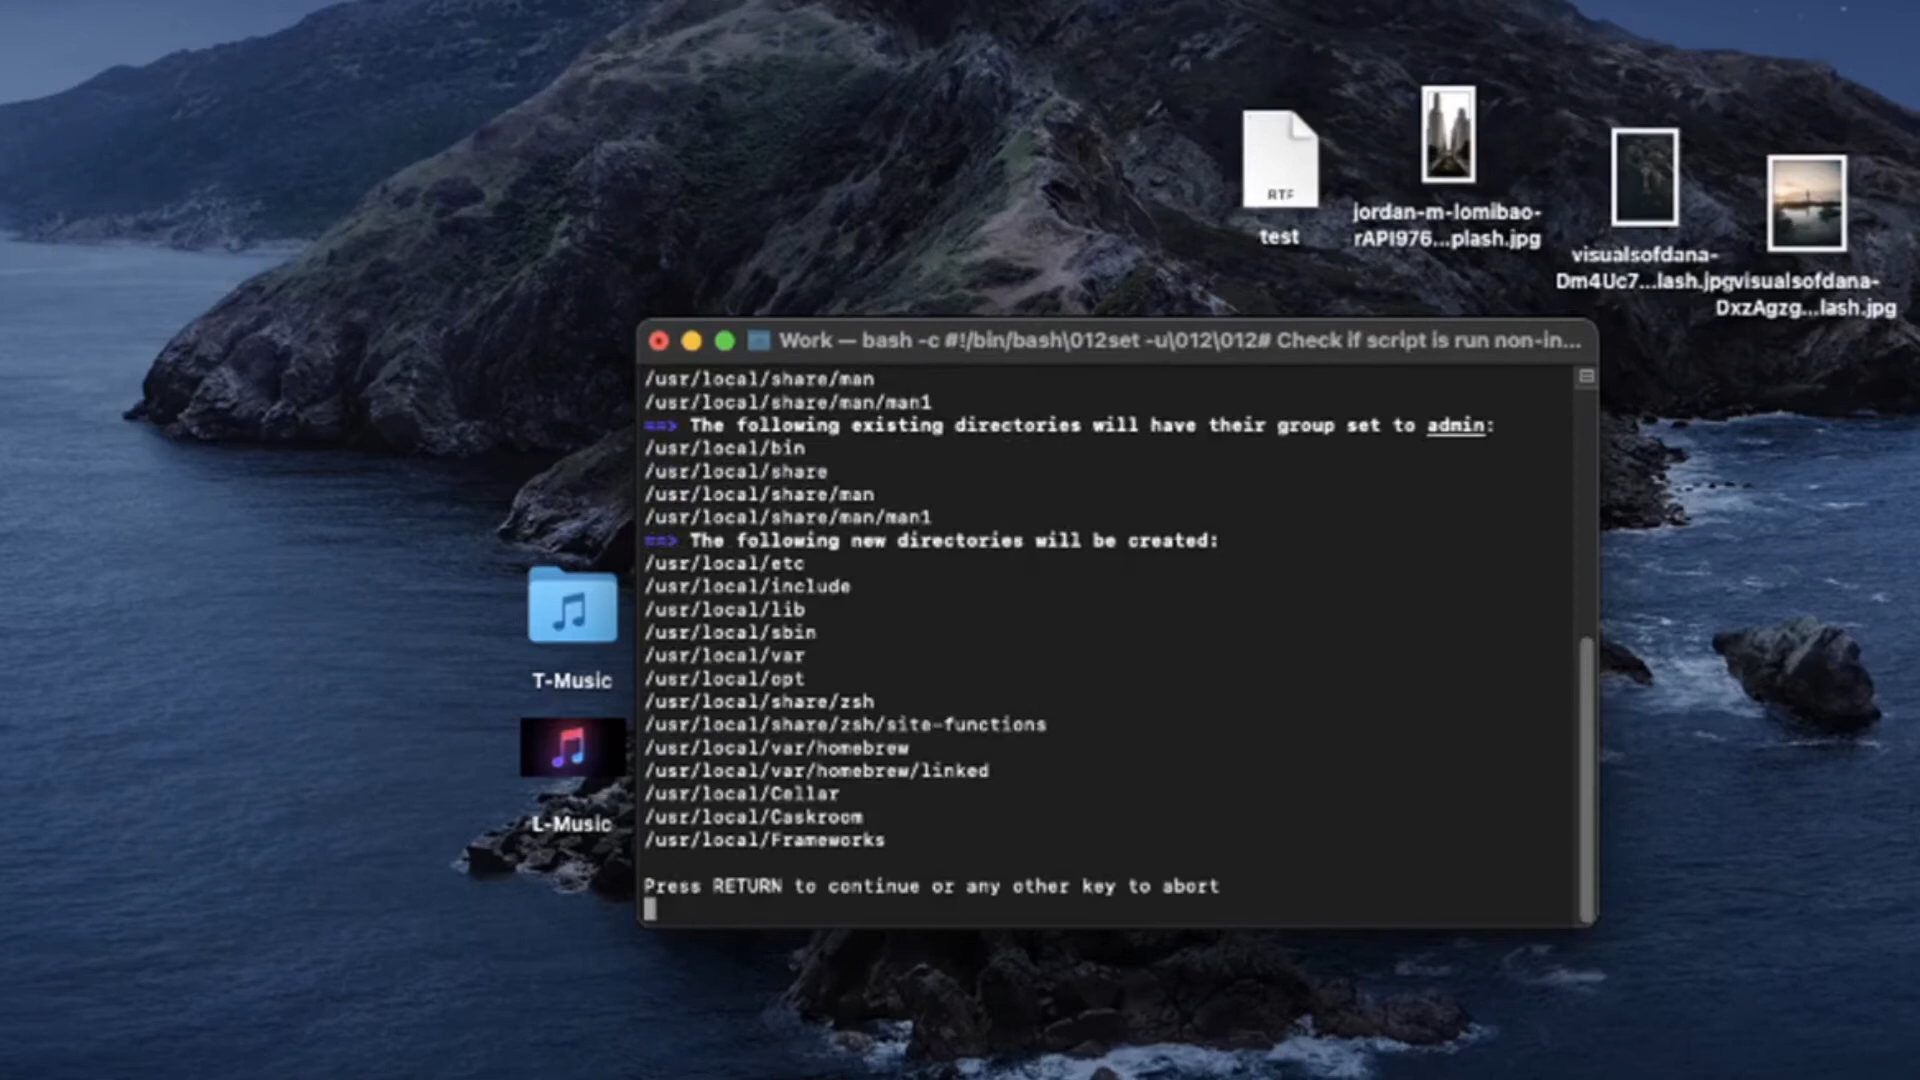 RTF
test
jordan-m-lomibao-
rAPI976...plash.jpg
visualsofdana-
Dm4Uc7...lash.jpg
visualsofdana-
DxzAgzg...lash.jpg
Work — bash -c #!/bin/bash\012set -u\012\012# Check if script is run non-in...
/usr/local/share/man
/usr/local/share/man/man1
==> The following existing directories will have their group set to admin:
/usr/local/bin
/usr/local/share
/usr/local/share/man
/usr/local/share/man/man1
==> The following new directories will be created:
/usr/local/etc
/usr/local/include
/usr/local/lib
/usr/local/sbin
/usr/local/var
/usr/local/opt
/usr/local/share/zsh
/usr/local/share/zsh/site-functions
/usr/local/var/homebrew
/usr/local/var/homebrew/linked
/usr/local/Cellar
/usr/local/Caskroom
/usr/local/Frameworks
Press RETURN to continue or any other key to abort
T-Music
L-Music